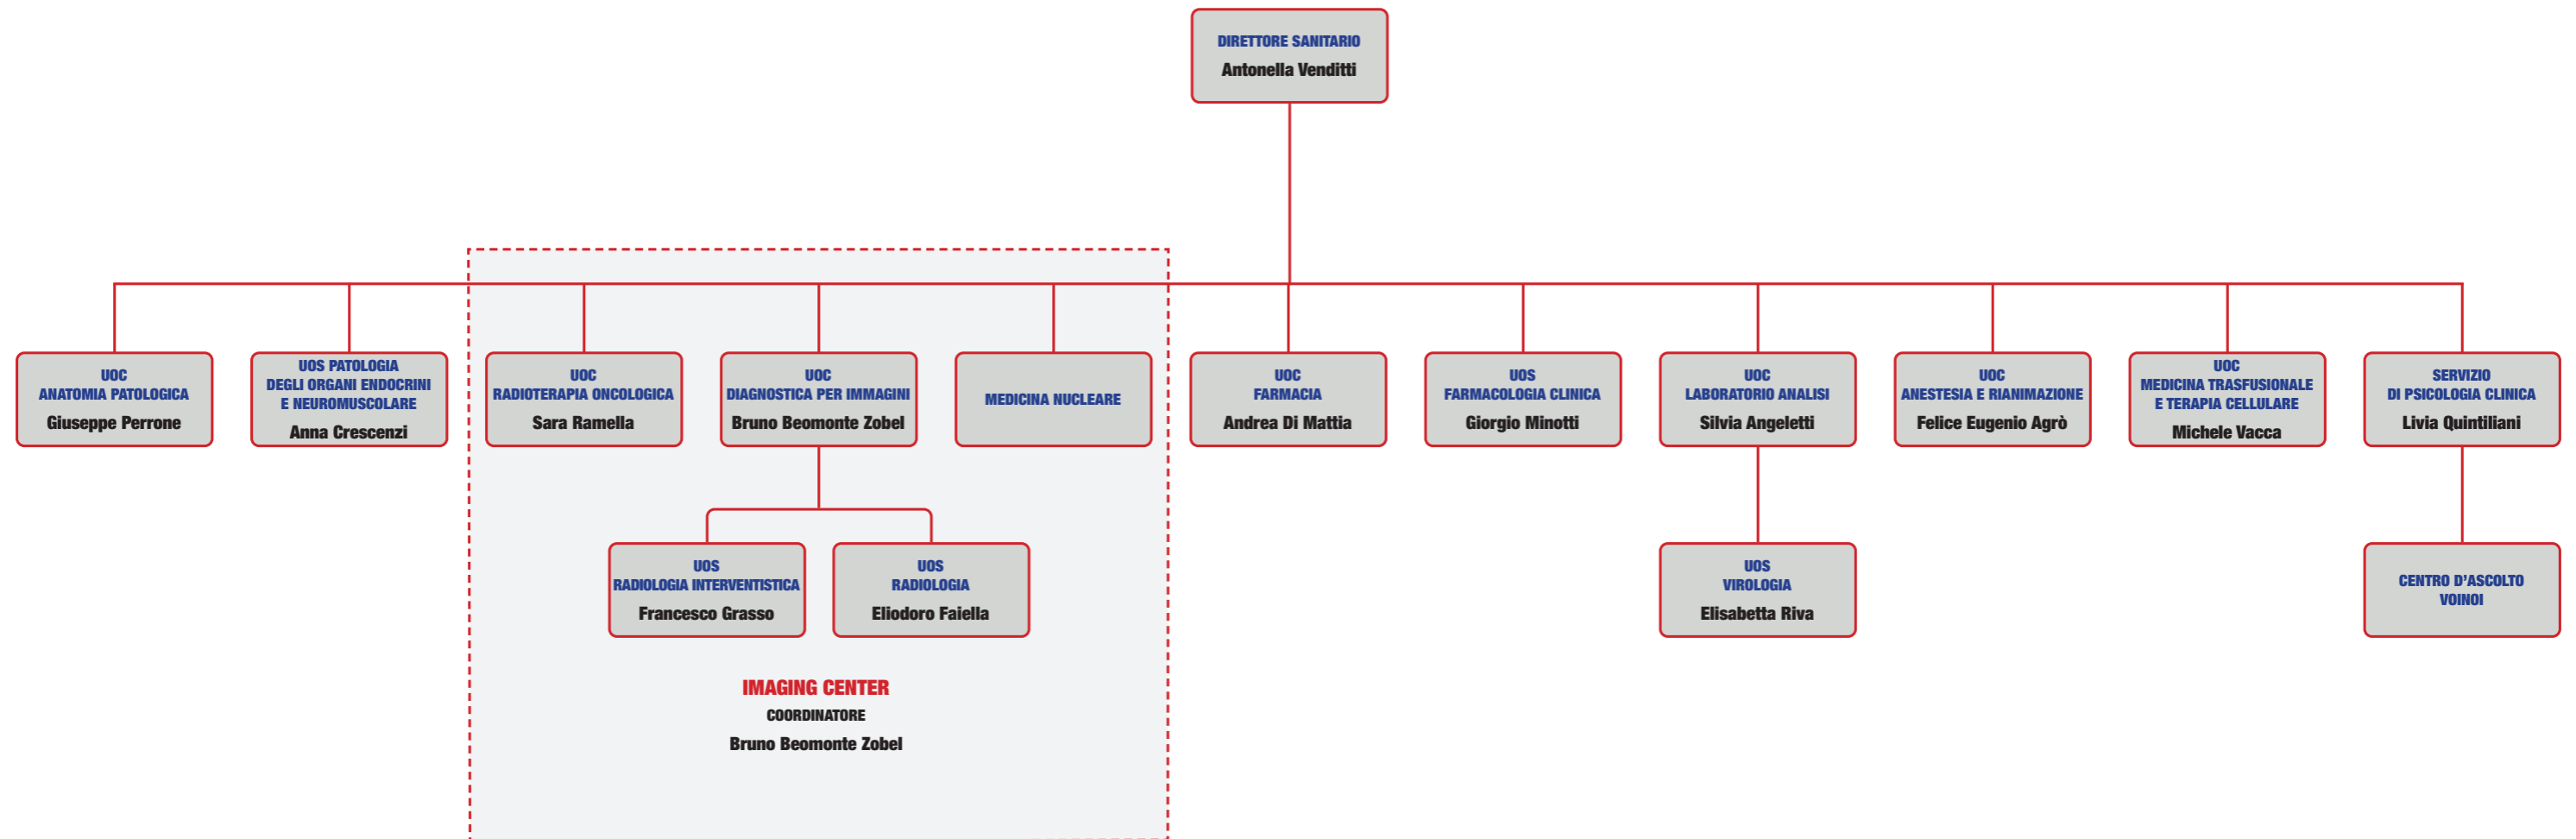 DIRETTORE SANITARIO
Antonella Venditti
UOC
ANATOMIA PATOLOGICA
Giuseppe Perrone
UOS PATOLOGIA
DEGLI ORGANI ENDOCRINI
E NEUROMUSCOLARE
Anna Crescenzi
UOC
RADIOTERAPIA ONCOLOGICA
Sara Ramella
UOC
DIAGNOSTICA PER IMMAGINI
Bruno Beomonte Zobel
MEDICINA NUCLEARE
UOC
FARMACIA
Andrea Di Mattia
UOS
FARMACOLOGIA CLINICA
Giorgio Minotti
UOC
LABORATORIO ANALISI
Silvia Angeletti
UOC
ANESTESIA E RIANIMAZIONE
Felice Eugenio Agrò
UOC
MEDICINA TRASFUSIONALE
E TERAPIA CELLULARE
Michele Vacca
SERVIZIO
DI PSICOLOGIA CLINICA
Livia Quintiliani
UOS
RADIOLOGIA INTERVENTISTICA
Francesco Grasso
UOS
RADIOLOGIA
Eliodoro Faiella
UOS
VIROLOGIA
Elisabetta Riva
CENTRO D’ASCOLTO
VOINOI
IMAGING CENTER
COORDINATORE
Bruno Beomonte Zobel